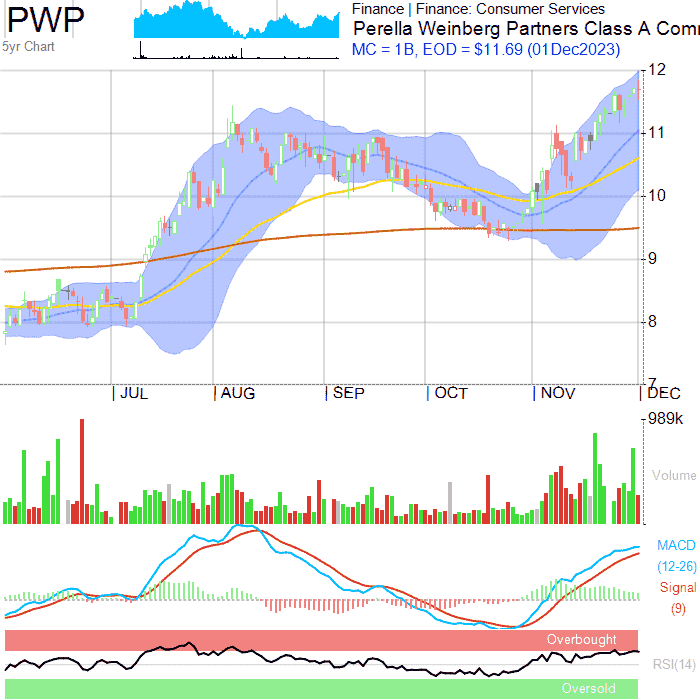 PWP
5yr Chart
Finance | Finance: Consumer Services
Perella Weinberg Partners Class A Com
MC = 1B, EOD = $11.69 (01Dec2023)
12
11
10
9
8
7
JUL AUG SEP OCT NOV DEC
989k
Volume
MACD
(12-26)
Signal
(9)
Overbought
RSI(14)
Oversold